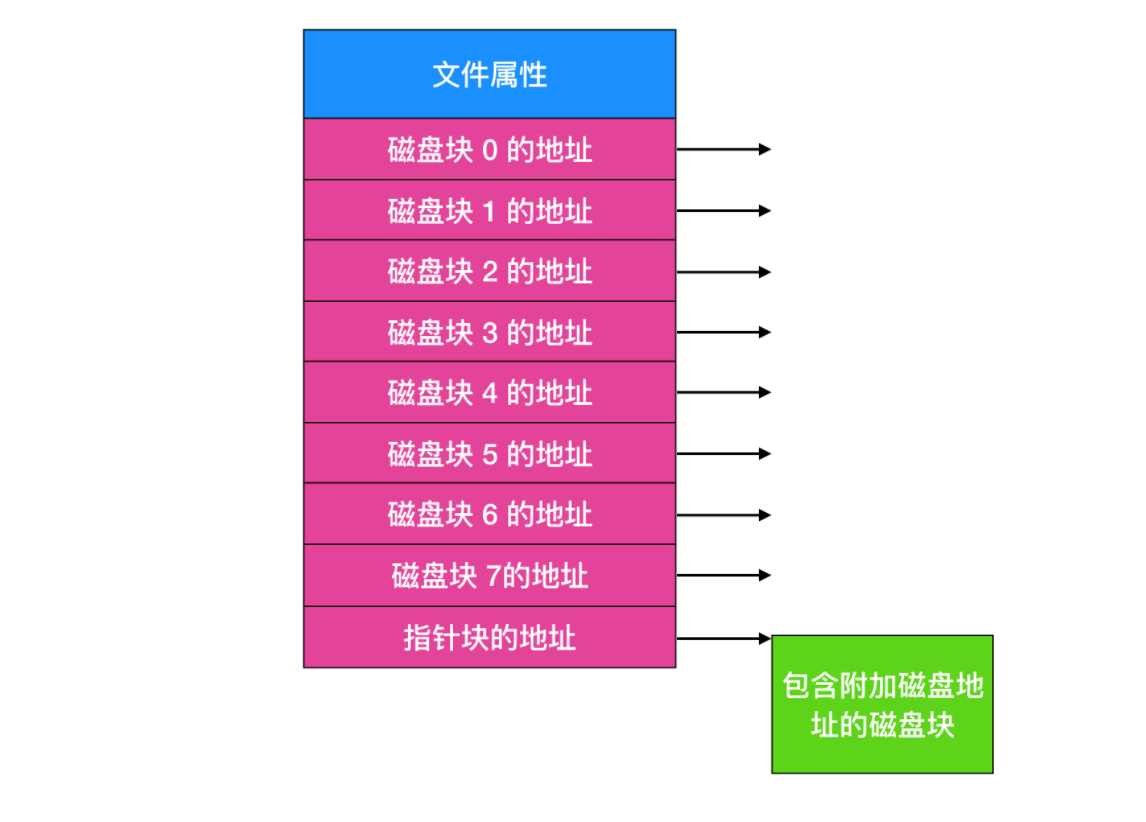 文件属性
磁盘块 0 的地址
磁盘块 1 的地址
磁盘块 2 的地址
磁盘块 3 的地址
磁盘块 4 的地址
磁盘块 5 的地址
磁盘块 6 的地址
磁盘块 7的地址
指针块的地址
包含附加磁盘地
址的磁盘块